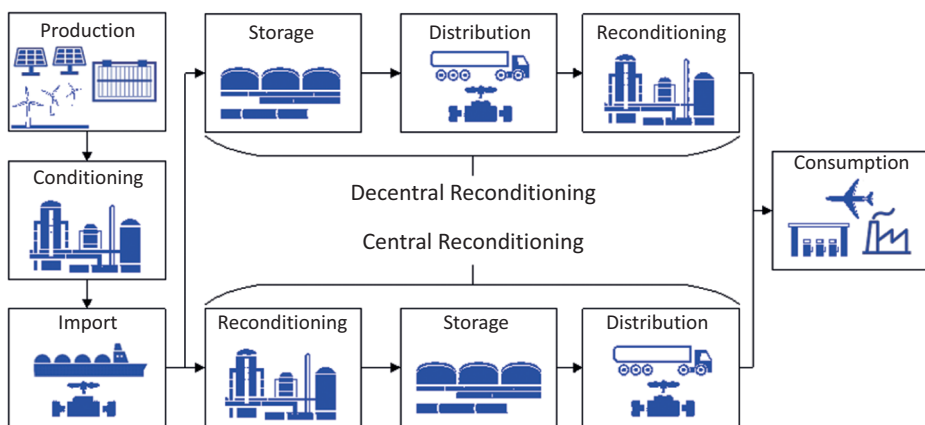 Production
Storage
Distribution
Reconditioning
Conditioning
Decentral Reconditioning
Consumption
Central Reconditioning
Import
Reconditioning
Storage
Distribution